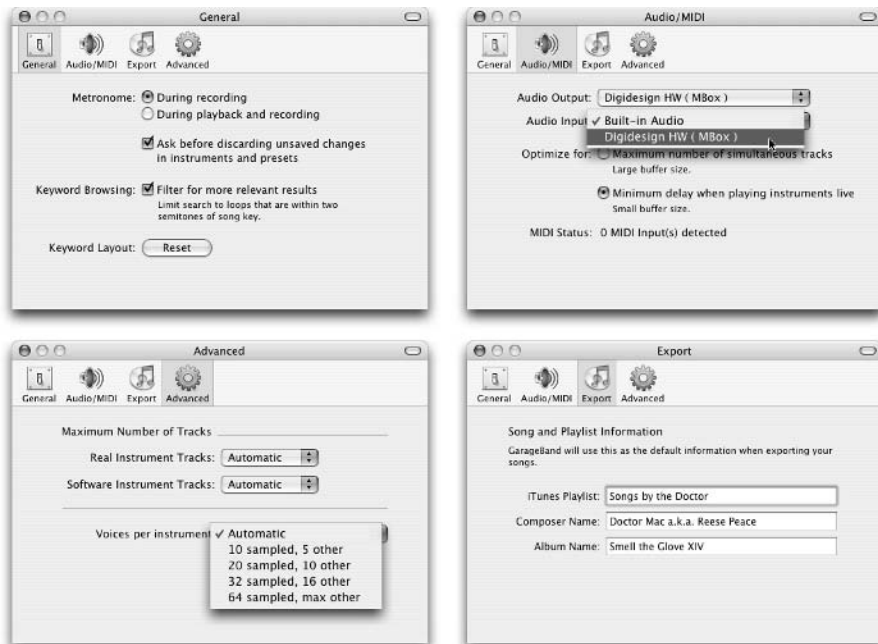 General
General Audio/MIDI Export Advanced
Metronome: During recording
During playback and recording
Ask before discarding unsaved changes
in instruments and presets
Keyword Browsing: Filter for more relevant results
Limit search to loops that are within two
semitones of song key.
Keyword Layout: Reset
Audio/MIDI
General Audio/MIDI Export Advanced
Audio Output: Digidesign HW ( MBox )
Audio Input ✓ Built-in Audio
Digidesign HW ( MBox )
Optimize for: Maximum number of simultaneous tracks
Large buffer size.
Minimum delay when playing instruments live
Small buffer size.
MIDI Status: 0 MIDI Input(s) detected
Advanced
General Audio/MIDI Export Advanced
Maximum Number of Tracks
Real Instrument Tracks: Automatic
Software Instrument Tracks: Automatic
Voices per instrument ✓ Automatic
10 sampled, 5 other
20 sampled, 10 other
32 sampled, 16 other
64 sampled, max other
Export
General Audio/MIDI Export Advanced
Song and Playlist Information
GarageBand will use this as the default information when exporting your
songs.
iTunes Playlist: Songs by the Doctor
Composer Name: Doctor Mac a.k.a. Reese Peace
Album Name: Smell the Glove XIV